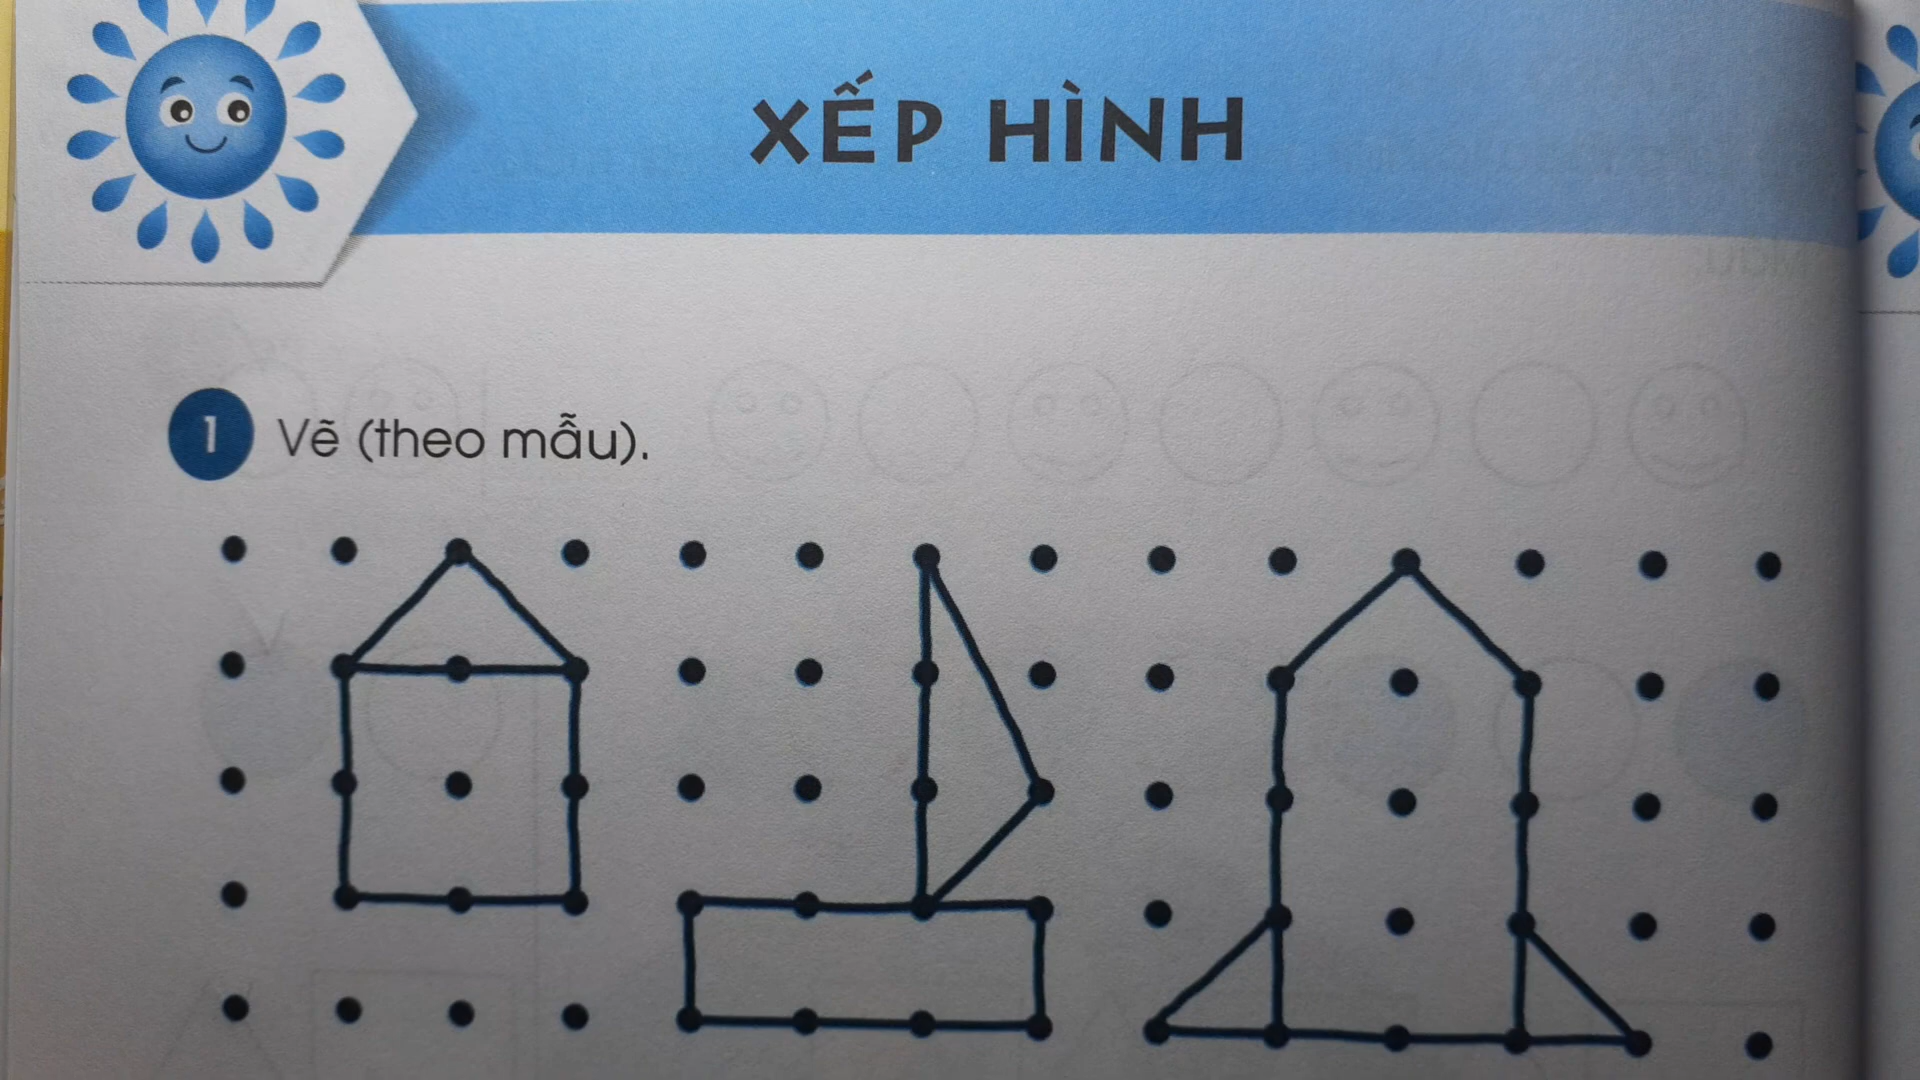 XẾP HÌNH
1 Vẽ (theo mẫu).